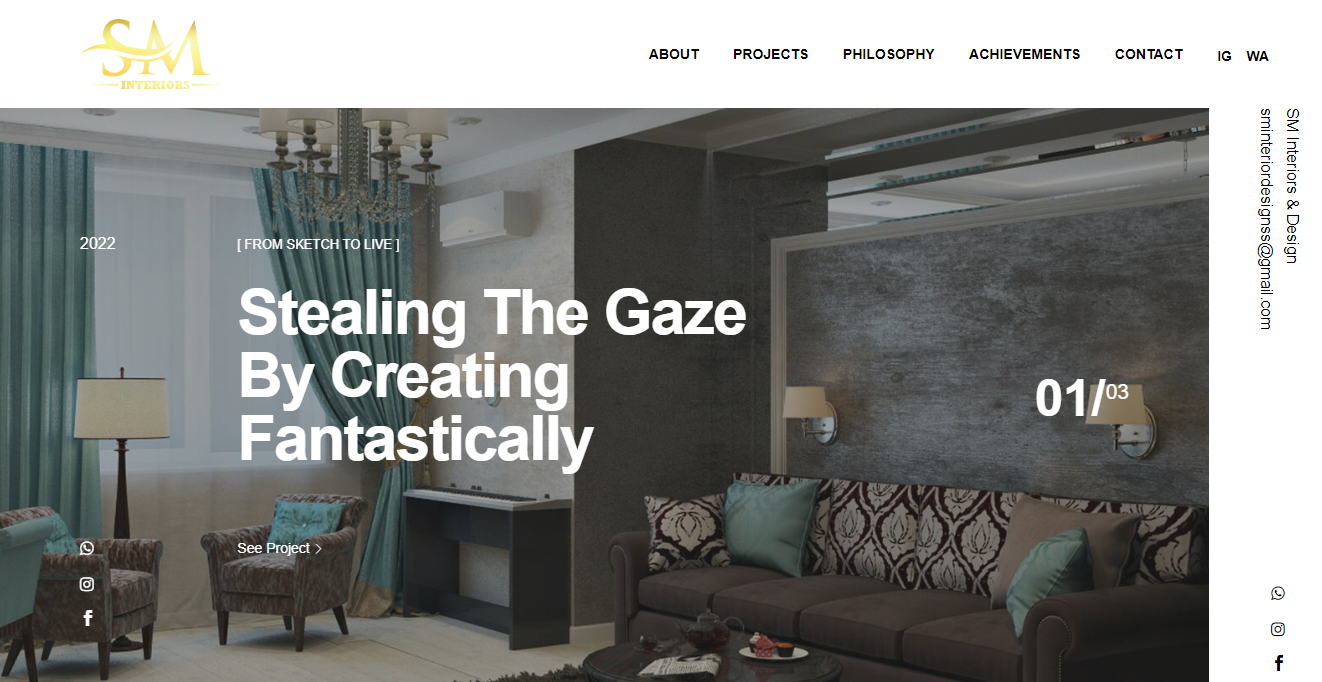 SM
INTERIORS
ABOUT
PROJECTS
PHILOSOPHY
ACHIEVEMENTS
CONTACT
IG
WA
2022
[ FROM SKETCH TO LIVE ]
Stealing The Gaze
By Creating
Fantastically
See Project
01/03
SM Interiors & Design
sminteriordesignss@gmail.com